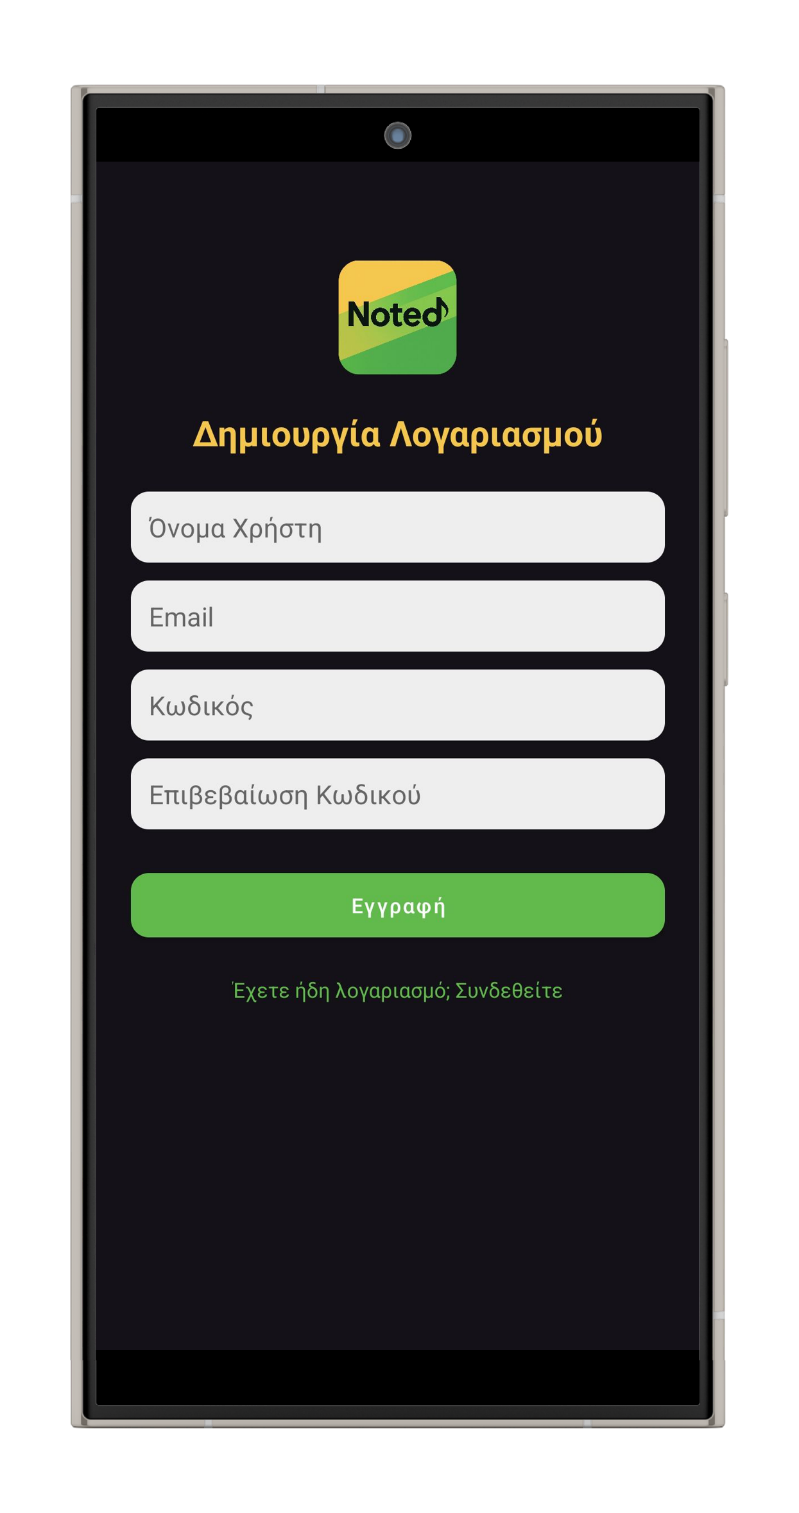 Noted
Δημιουργία Λογαριασμού
Όνομα Χρήστη
Email
Κωδικός
Επιβεβαίωση Κωδικού
Εγγραφή
Έχετε ήδη λογαριασμό; Συνδεθείτε